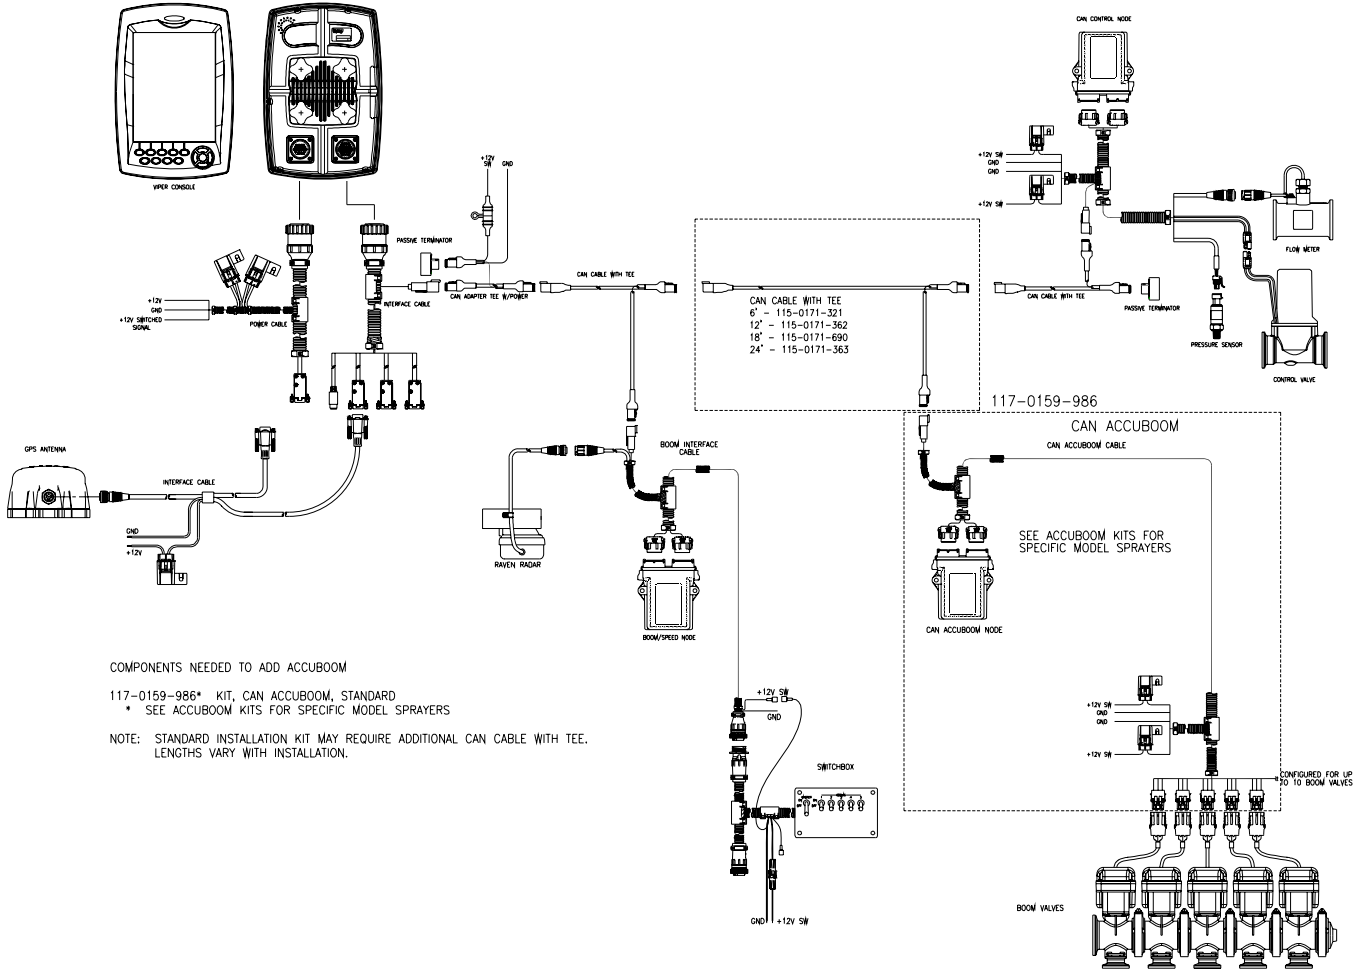 CAN CONTROL NODE
VIPER CONSOLE
+12V
SW
GND
+12V SW
GND
GND
+12V SW
PASSIVE TERMINATOR
CAN CABLE WITH TEE
FLOW METER
CAN ADAPTER TEE W/POWER
INTERFACE CABLE
+12V
GND
+12V SWITCHED
SIGNAL
POWER CABLE
CAN CABLE WITH TEE
6' - 115-0171-321
12' - 115-0171-362
18' - 115-0171-690
24' - 115-0171-363
CAN CABLE WITH TEE
PASSIVE TERMINATOR
PRESSURE SENSOR
CONTROL VALVE
117-0159-986
CAN ACCUBOOM
CAN ACCUBOOM CABLE
GPS ANTENNA
INTERFACE CABLE
GND
+12V
BOOM INTERFACE
CABLE
RAVEN RADAR
BOOM/SPEED NODE
SEE ACCUBOOM KITS FOR
SPECIFIC MODEL SPRAYERS
CAN ACCUBOOM NODE
COMPONENTS NEEDED TO ADD ACCUBOOM
117-0159-986* KIT, CAN ACCUBOOM, STANDARD
* SEE ACCUBOOM KITS FOR SPECIFIC MODEL SPRAYERS
NOTE: STANDARD INSTALLATION KIT MAY REQUIRE ADDITIONAL CAN CABLE WITH TEE.
LENGTHS VARY WITH INSTALLATION.
+12V SW
GND
SWITCHBOX
GND
+12V SW
+12V SW
GND
GND
+12V SW
CONFIGURED FOR UP
TO 10 BOOM VALVES
BOOM VALVES